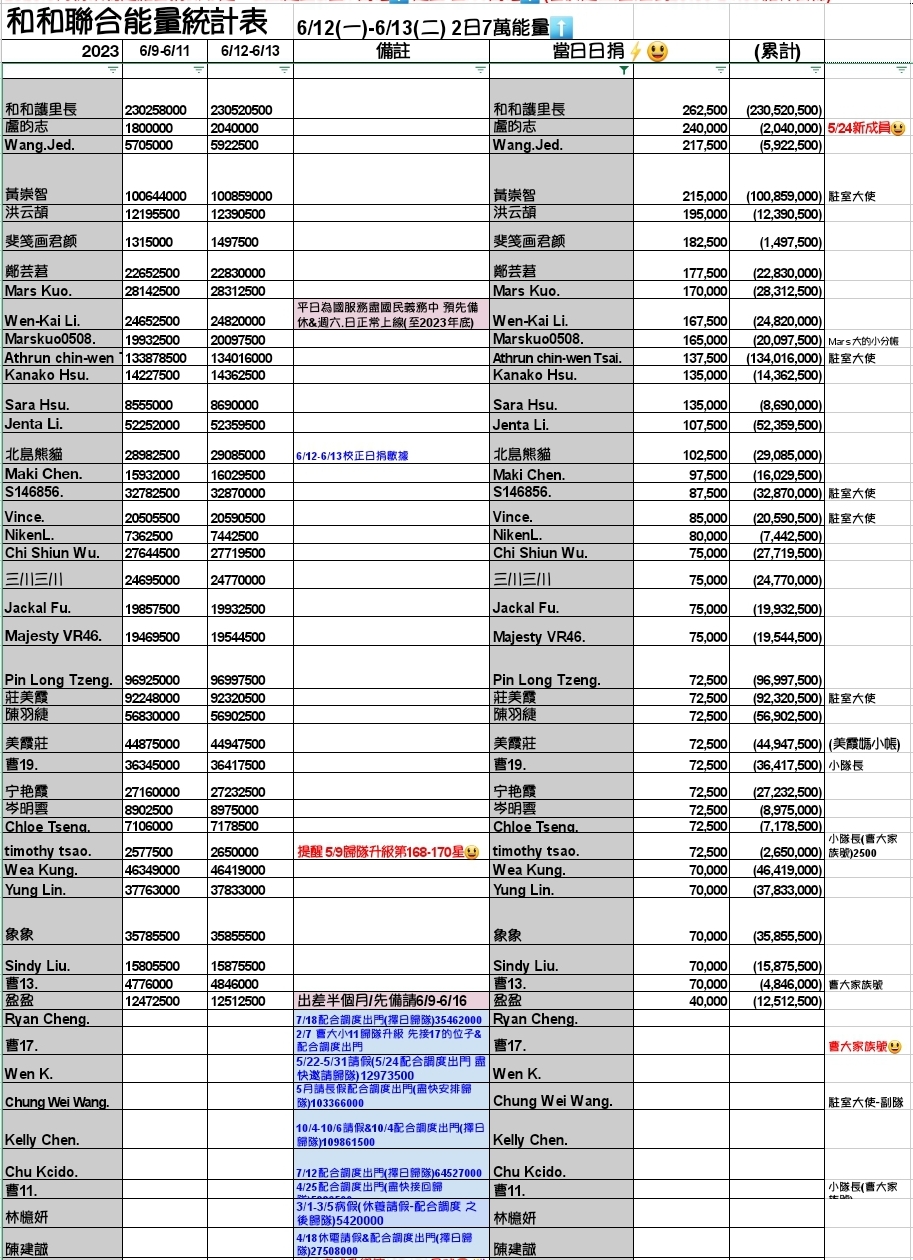 和和聯合能量統計表 6/12(一)-6/13(二) 2日7萬能量⬆️
2023 6/9-6/11 6/12-6/13 備註 當日日捐⚡😃 (累計)
和和護里長 230258000 230520500 和和護里長 262,500 (230,520,500)
盧昀志 1800000 2040000 盧昀志 240,000 (2,040,000) 5/24新成員😃
Wang.Jed. 5705000 5922500 Wang.Jed. 217,500 (5,922,500)
黃崇智 100644000 100859000 黃崇智 215,000 (100,859,000) 駐室大使
洪云頡 12195500 12390500 洪云頡 195,000 (12,390,500)
斐笺画君颜 1315000 1497500 斐笺画君颜 182,500 (1,497,500)
鄭芸莙 22652500 22830000 鄭芸莙 177,500 (22,830,000)
Mars Kuo. 28142500 28312500 Mars Kuo. 170,000 (28,312,500)
平日為國服務盡國民義務中 預先備
Wen-Kai Li. 24652500 24820000 休&週六.日正常上線(至2023年底) Wen-Kai Li. 167,500 (24,820,000)
Marskuo0508. 19932500 20097500 Marskuo0508. 165,000 (20,097,500) Mars大的小分帳
Athrun chin-wen 133878500 134016000 Athrun chin-wen Tsai. 137,500 (134,016,000) 駐室大使
Kanako Hsu. 14227500 14362500 Kanako Hsu. 135,000 (14,362,500)
Sara Hsu. 8555000 8690000 Sara Hsu. 135,000 (8,690,000)
Jenta Li. 52252000 52359500 Jenta Li. 107,500 (52,359,500)
北島熊貓 28982500 29085000 6/12-6/13校正日捐數據 北島熊貓 102,500 (29,085,000)
Maki Chen. 15932000 16029500 Maki Chen. 97,500 (16,029,500)
S146856. 32782500 32870000 S146856. 87,500 (32,870,000) 駐室大使
Vince. 20505500 20590500 Vince. 85,000 (20,590,500) 駐室大使
NikenL. 7362500 7442500 NikenL. 80,000 (7,442,500)
Chi Shiun Wu. 27644500 27719500 Chi Shiun Wu. 75,000 (27,719,500)
三川三川 24695000 24770000 三川三川 75,000 (24,770,000)
Jackal Fu. 19857500 19932500 Jackal Fu. 75,000 (19,932,500)
Majesty VR46. 19469500 19544500 Majesty VR46. 75,000 (19,544,500)
Pin Long Tzeng. 96925000 96997500 Pin Long Tzeng. 72,500 (96,997,500)
莊美霞 92248000 92320500 莊美霞 72,500 (92,320,500) 駐室大使
陳羽緁 56830000 56902500 陳羽緁 72,500 (56,902,500)
美霞莊 44875000 44947500 美霞莊 72,500 (44,947,500) (美霞媽小帳)
曹19. 36345000 36417500 曹19. 72,500 (36,417,500) 小隊長
宁艳霞 27160000 27232500 宁艳霞 72,500 (27,232,500)
岑明雲 8902500 8975000 岑明雲 72,500 (8,975,000)
Chloe Tseng. 7106000 7178500 Chloe Tseng. 72,500 (7,178,500)
小隊長(曹大家
timothy tsao. 2577500 2650000 提醒 5/9歸隊升級第168-170星😃 timothy tsao. 72,500 (2,650,000) 族號)2500
Wea Kung. 46349000 46419000 Wea Kung. 70,000 (46,419,000)
Yung Lin. 37763000 37833000 Yung Lin. 70,000 (37,833,000)
象象 35785500 35855500 象象 70,000 (35,855,500)
Sindy Liu. 15805500 15875500 Sindy Liu. 70,000 (15,875,500)
曹13. 4776000 4846000 曹13. 70,000 (4,846,000) 曹大家族號
盈盈 12472500 12512500 出差半個月/先備請6/9-6/16 盈盈 40,000 (12,512,500)
Ryan Cheng. 7/18配合調度出門(擇日歸隊)35462000 Ryan Cheng.
2/7 曹大小11歸隊升級 先接17的位子&
曹17. 配合調度出門 曹17. 曹大家族號😃
5/22-5/31請假(5/24配合調度出門 盡
Wen K. 快邀請歸隊)12973500 Wen K.
5月請長假配合調度出門(盡快安排歸
Chung Wei Wang. 隊)103366000 Chung Wei Wang. 駐室大使-副隊
10/4-10/6請假&10/4配合調度出門(擇日
Kelly Chen. 歸隊)109861500 Kelly Chen.
Chu Kcido. 7/12配合調度出門(擇日歸隊)64527000 Chu Kcido.
曹11. 4/25配合調度出門(盡快接回歸 曹11. 小隊長(曹大家
3/1-3/5病假(休養請假-配合調度 之
林臆妍 後歸隊)5420000 林臆妍
4/18休電請假&配合調度出門(擇日歸
陳建誠 隊)27508000 陳建誠